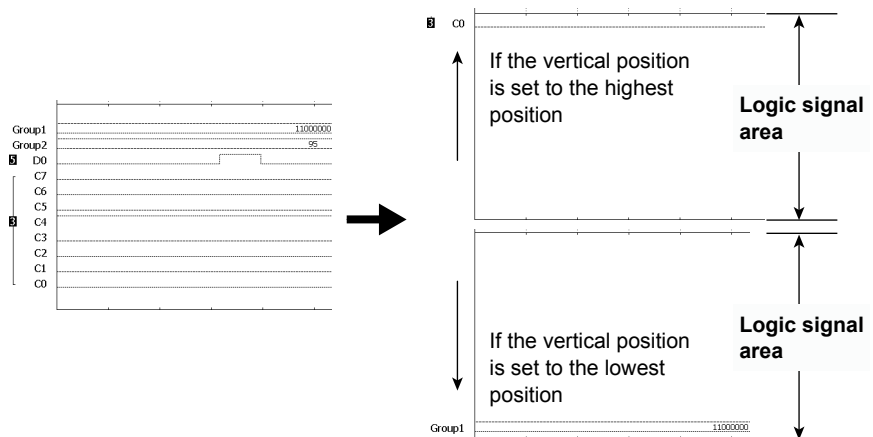 Group1 11000000
Group2 95
5 D0
C7
C6
C5
3 C4
C3
C2
C1
C0
3 C0
If the vertical position
is set to the highest
position
Logic signal
area
If the vertical position
is set to the lowest
position
Logic signal
area
Group1 11000000